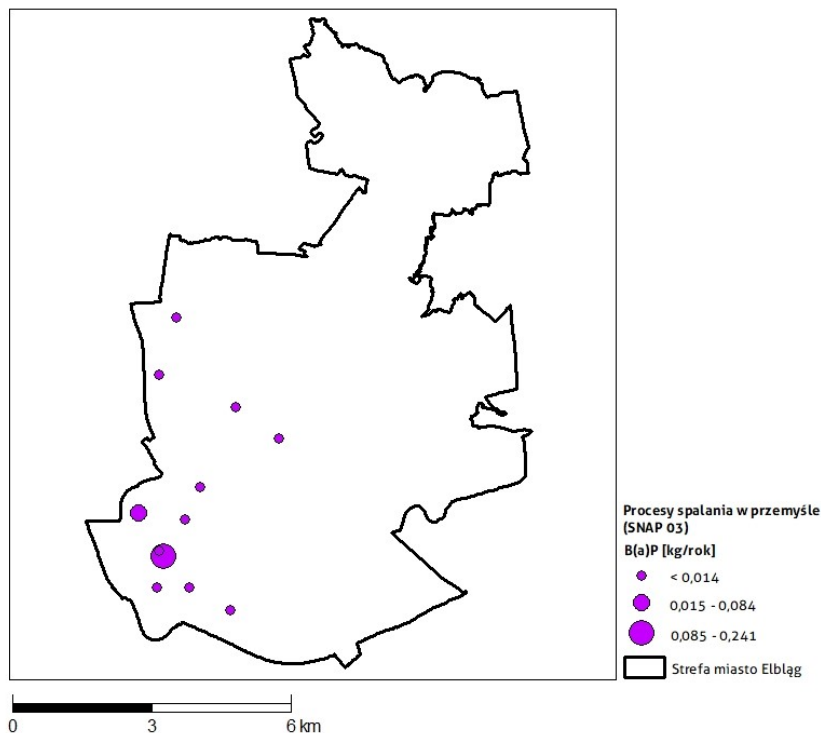 Procesy spalania w przemyśle
(SNAP 03)
B(a)P [kg/rok]
< 0,014
0,015 - 0,084
0,085 - 0,241
Strefa miasto Elbląg
0 3 6 km